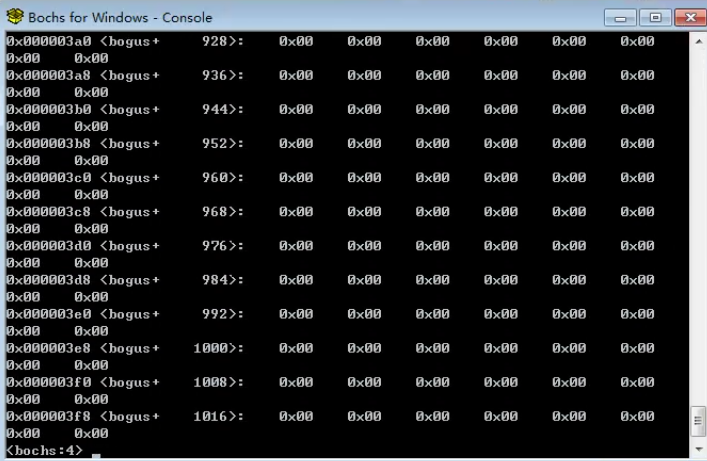 Bochs for Windows - Console
0x000003a0 <bogus+     928>:    0x00    0x00    0x00    0x00    0x00    0x00
0x00    0x00
0x000003a8 <bogus+     936>:    0x00    0x00    0x00    0x00    0x00    0x00
0x00    0x00
0x000003b0 <bogus+     944>:    0x00    0x00    0x00    0x00    0x00    0x00
0x00    0x00
0x000003b8 <bogus+     952>:    0x00    0x00    0x00    0x00    0x00    0x00
0x00    0x00
0x000003c0 <bogus+     960>:    0x00    0x00    0x00    0x00    0x00    0x00
0x00    0x00
0x000003c8 <bogus+     968>:    0x00    0x00    0x00    0x00    0x00    0x00
0x00    0x00
0x000003d0 <bogus+     976>:    0x00    0x00    0x00    0x00    0x00    0x00
0x00    0x00
0x000003d8 <bogus+     984>:    0x00    0x00    0x00    0x00    0x00    0x00
0x00    0x00
0x000003e0 <bogus+     992>:    0x00    0x00    0x00    0x00    0x00    0x00
0x00    0x00
0x000003e8 <bogus+    1000>:    0x00    0x00    0x00    0x00    0x00    0x00
0x00    0x00
0x000003f0 <bogus+    1008>:    0x00    0x00    0x00    0x00    0x00    0x00
0x00    0x00
0x000003f8 <bogus+    1016>:    0x00    0x00    0x00    0x00    0x00    0x00
0x00    0x00
<bochs:4> _